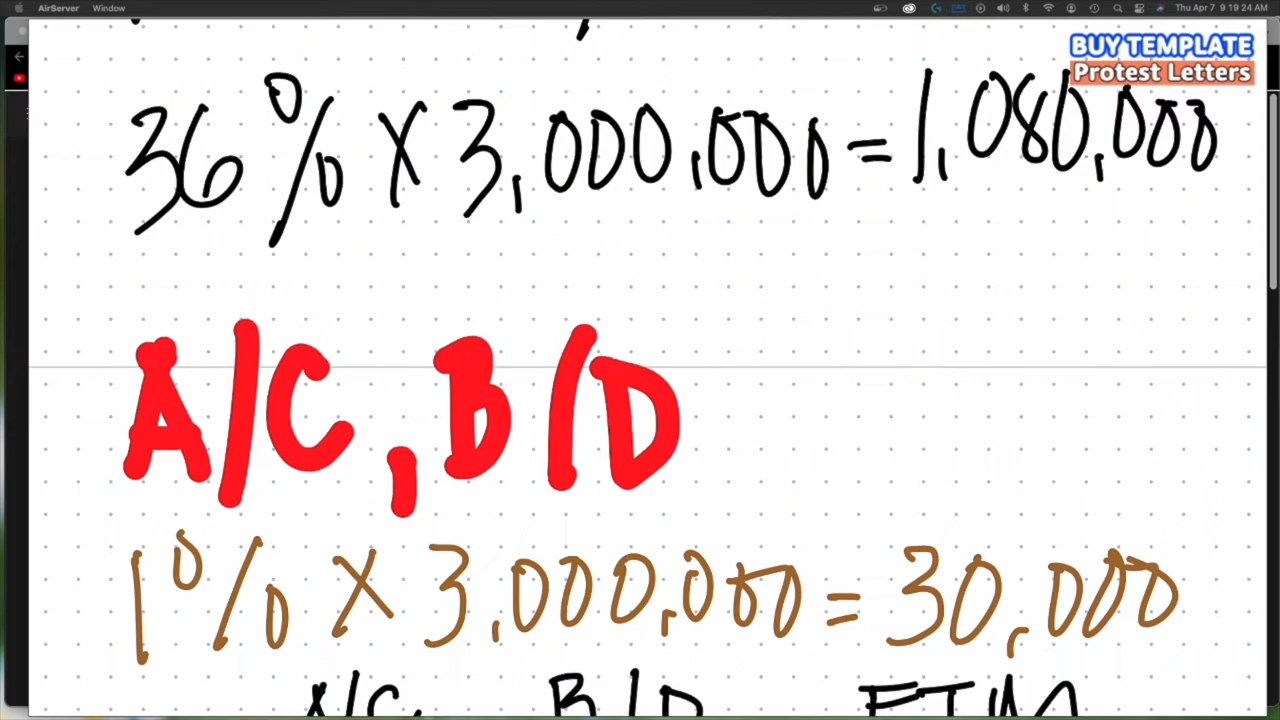 AirServer Window Thu Apr 7 9 19 24 AM
BUY TEMPLATE
Protest Letters
36% X 3,000,000 = 1,080,000
A/C, B/D
1% X 3,000,000 = 30,000
A/C B/D